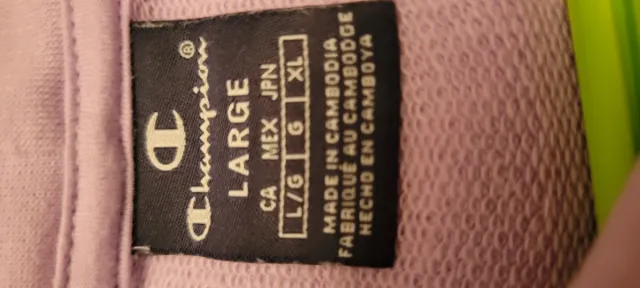 Champion®
LARGE
CA MEX JPN
L/G G XL
MADE IN CAMBODIA
FABRIQUÉ AU CAMBODGE
HECHO EN CAMBOYA